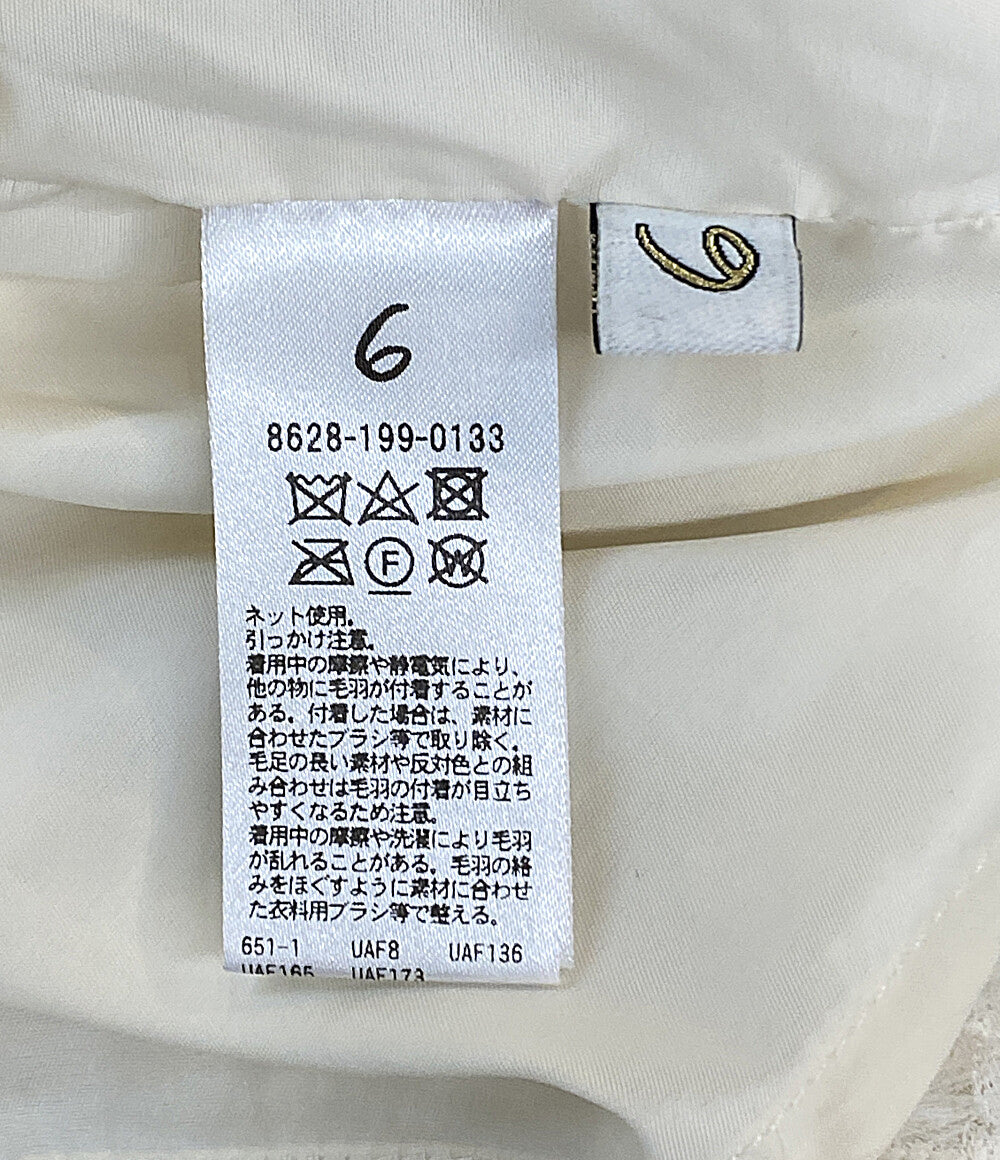 6
6
8628-199-0133
F
W
ネット使用。
引っかけ注意。
着用中の摩擦や静電気により、
他の物に毛羽が付着することが
ある。付着した場合は、素材に
合わせたブラシ等で取り除く。
毛足の長い素材や反対色との組
み合わせは毛羽の付着が目立ち
やすくなるため注意。
着用中の摩擦や洗濯により毛羽
が乱れることがある。毛羽の絡
みをほぐすように素材に合わせ
た衣料用ブラシ等で整える。
651-1 UAF8 UAF136
UAF165 UAF173